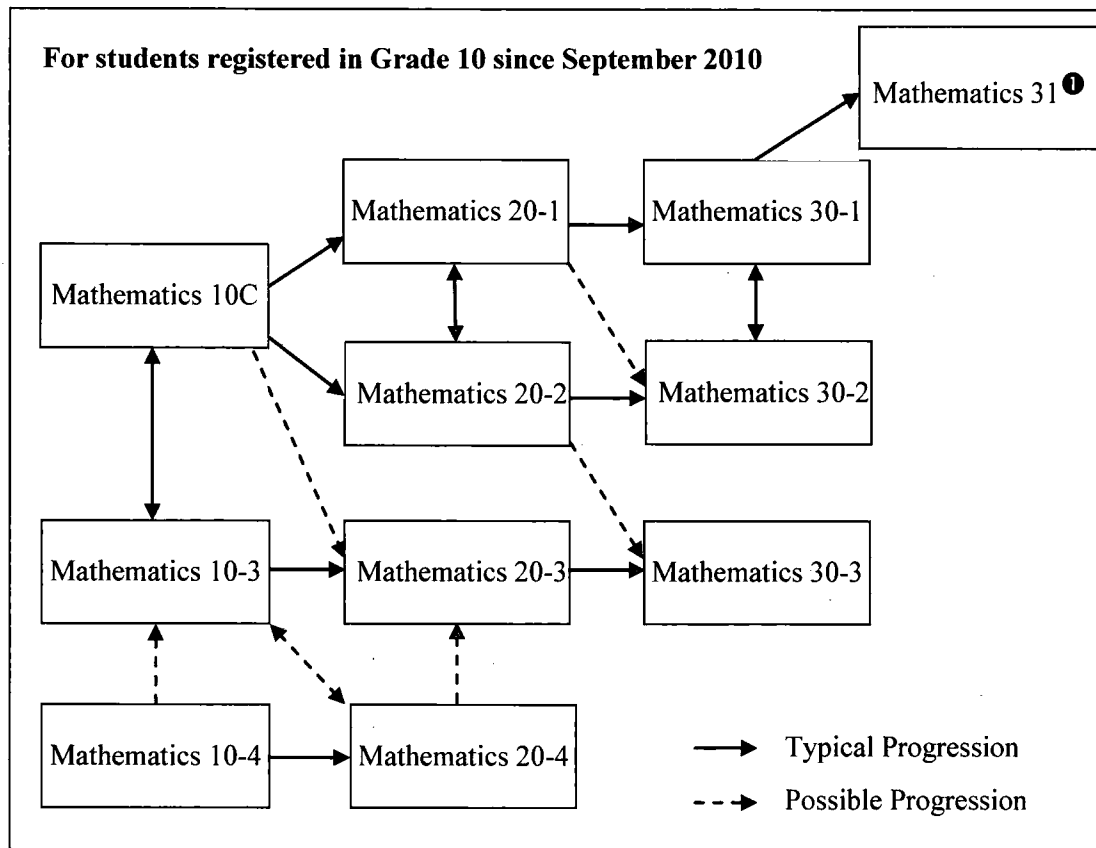 For students registered in Grade 10 since September 2010
Mathematics 31❶
Mathematics 20-1
Mathematics 30-1
Mathematics 10C
Mathematics 20-2
Mathematics 30-2
Mathematics 10-3
Mathematics 20-3
Mathematics 30-3
Mathematics 10-4
Mathematics 20-4
Typical Progression
Possible Progression